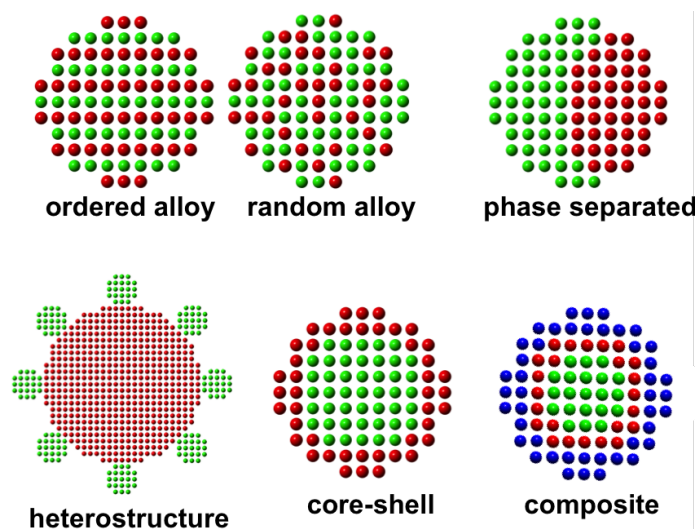 ordered alloy
random alloy
phase separated
heterostructure
core-shell
composite